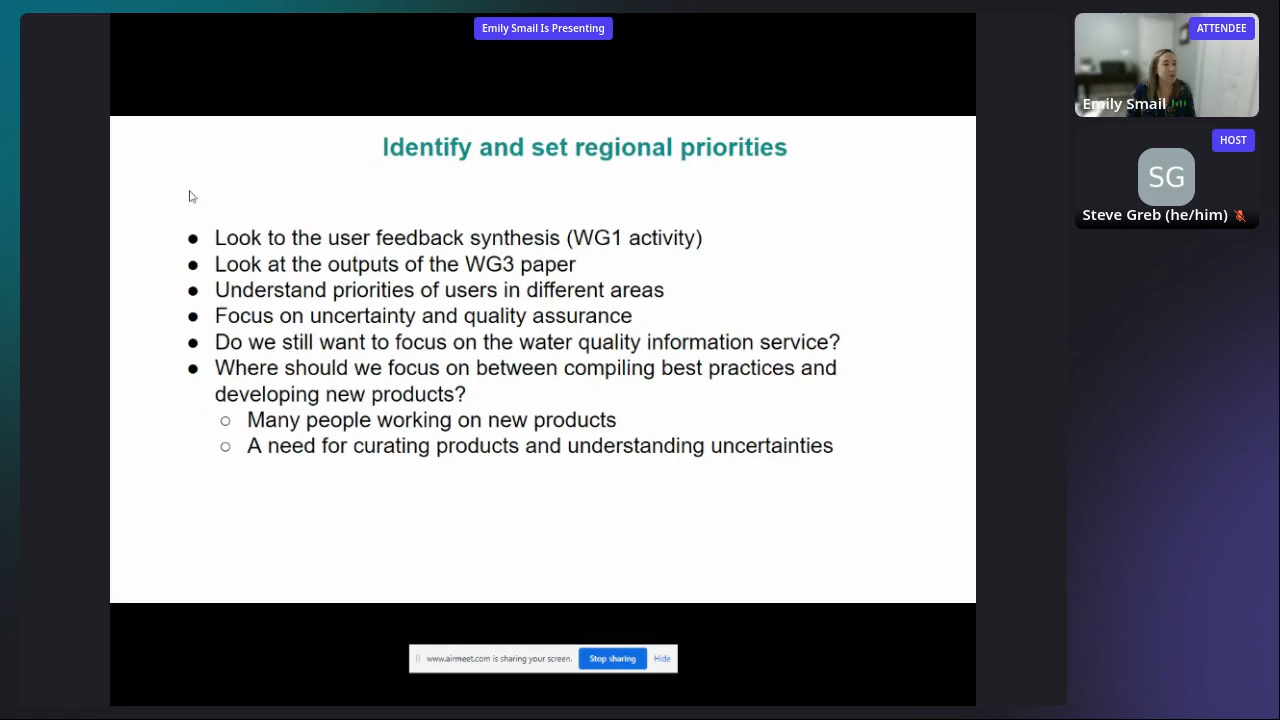 Emily Smail Is Presenting
ATTENDEE
Emily Smail
HOST
SG
Steve Greb (he/him)
Identify and set regional priorities
● Look to the user feedback synthesis (WG1 activity)
● Look at the outputs of the WG3 paper
● Understand priorities of users in different areas
● Focus on uncertainty and quality assurance
● Do we still want to focus on the water quality information service?
● Where should we focus on between compiling best practices and
developing new products?
○ Many people working on new products
○ A need for curating products and understanding uncertainties
www.airmeet.com is sharing your screen.
Stop sharing
Hide